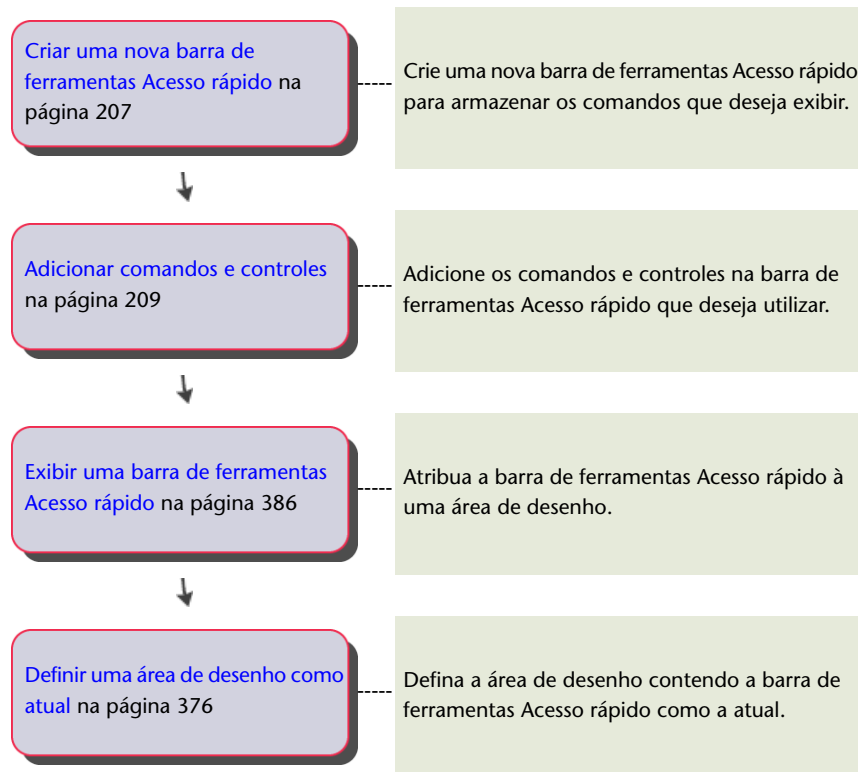 Criar uma nova barra de
ferramentas Acesso rápido na
página 207
Crie uma nova barra de ferramentas Acesso rápido
para armazenar os comandos que deseja exibir.
Adicionar comandos e controles
na página 209
Adicione os comandos e controles na barra de
ferramentas Acesso rápido que deseja utilizar.
Exibir uma barra de ferramentas
Acesso rápido na página 386
Atribua a barra de ferramentas Acesso rápido à
uma área de desenho.
Definir uma área de desenho como
atual na página 376
Defina a área de desenho contendo a barra de
ferramentas Acesso rápido como a atual.